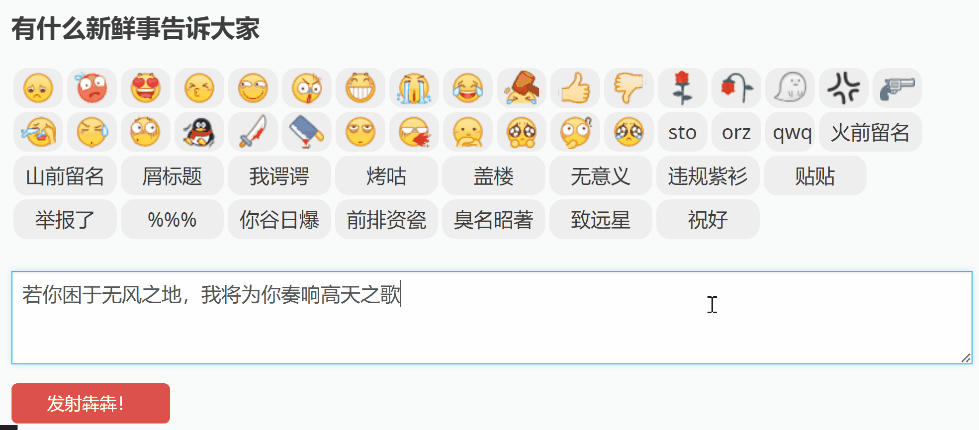 有什么新鲜事告诉大家
sto orz qwq 火前留名
山前留名 屑标题 我谔谔 烤咕 盖楼 无意义 违规紫衫 贴贴
举报了 %%% 你谷日爆 前排资瓷 臭名昭著 致远星 祝好
若你困于无风之地，我将为你奏响高天之歌
发射犇犇！